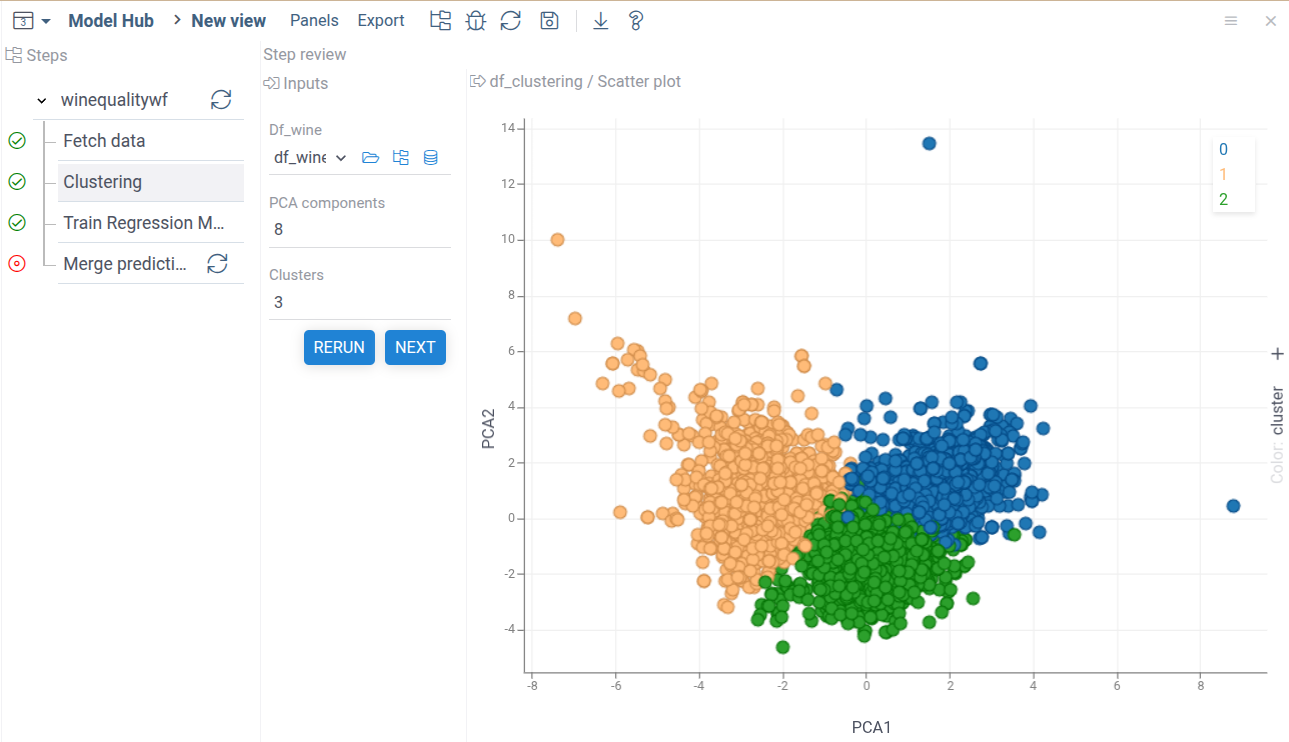 3 Model Hub > New view Panels Export
Steps
winequalitywf
Fetch data
Clustering
Train Regression M...
Merge predicti...
Step review
Inputs
Df_wine
df_wine
PCA components
8
Clusters
3
RERUN NEXT
df_clustering / Scatter plot
14
12
10
8
6
4
2
0
-2
-4
PCA2
-8 -6 -4 -2 0 2 4 6 8
PCA1
0
1
2
+
Color: cluster